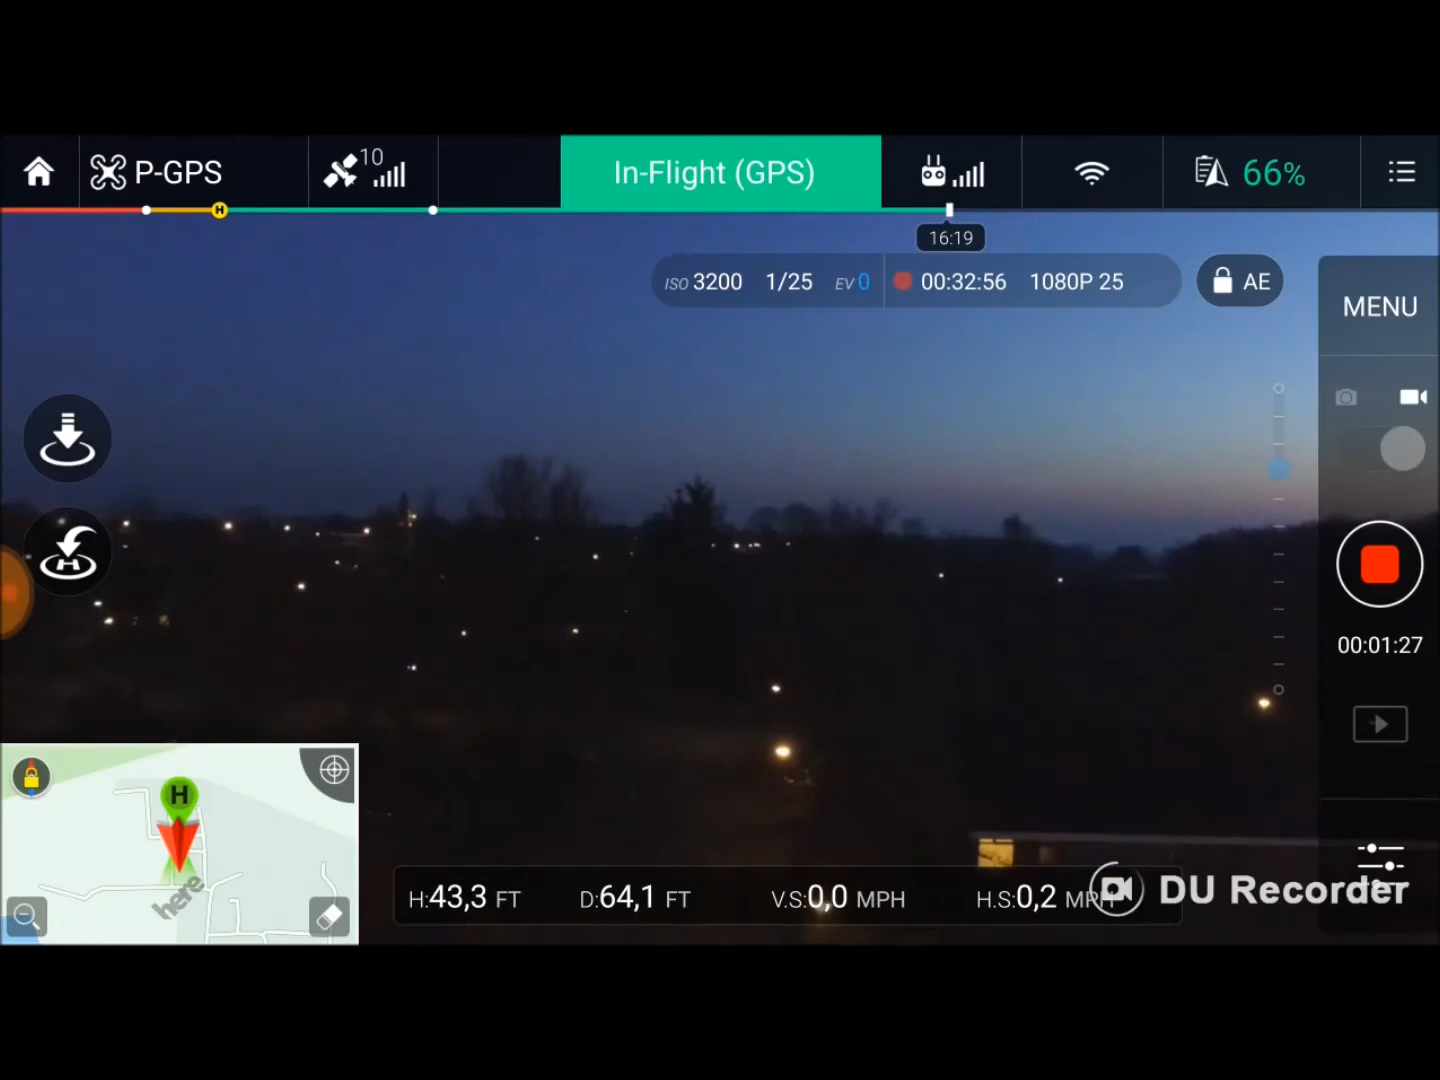 P-GPS
10
In-Flight (GPS)
66%
H
16:19
ISO 3200 1/25 EV 0 00:32:56 1080P 25
AE
MENU
H
00:01:27
H
here
H:43,3 FT D:64,1 FT V.S:0,0 MPH H.S:0,2 MPH
DU Recorder